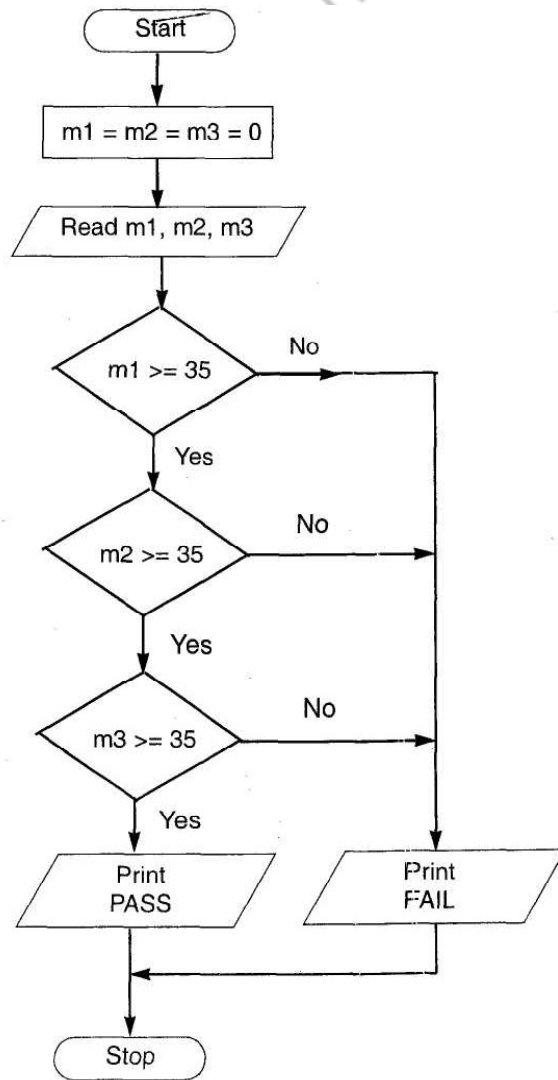 Start
m1 = m2 = m3 = 0
Read m1, m2, m3
m1 >= 35
No
Yes
m2 >= 35
No
Yes
m3 >= 35
No
Yes
Print
PASS
Print
FAIL
Stop